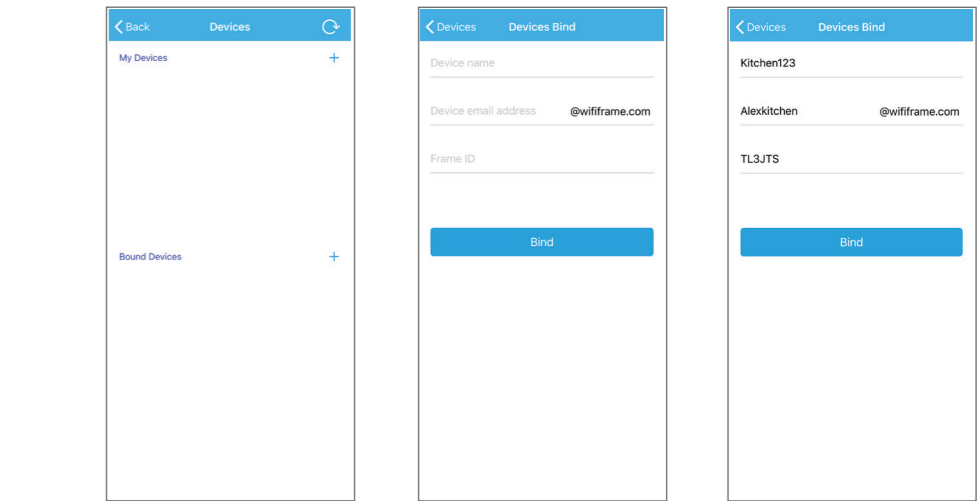 Back Devices
My Devices +
Bound Devices +
Devices Devices Bind
Device name
Device email address @wififrame.com
Frame ID
Bind
Devices Devices Bind
Kitchen123
Alexkitchen @wififrame.com
TL3JTS
Bind